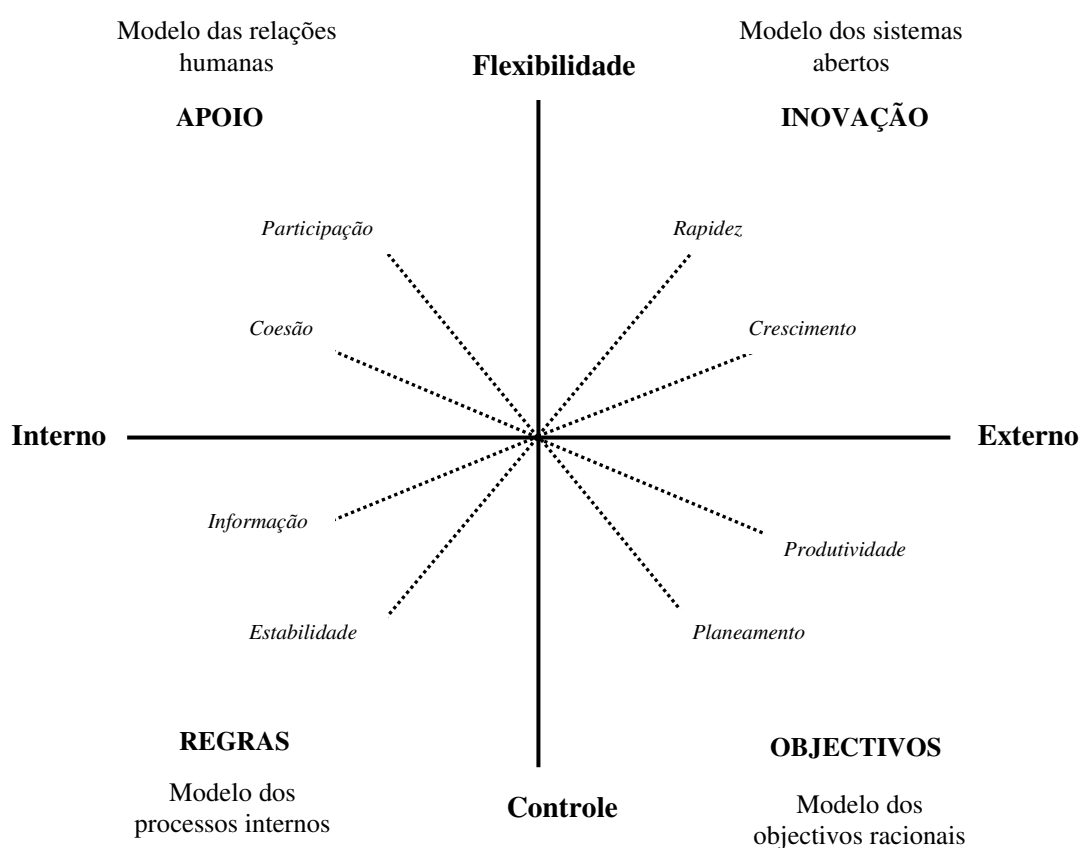 Modelo das relações
humanas
Flexibilidade
Modelo dos sistemas
abertos
APOIO
INOVAÇÃO
Participação
Rapidez
Coesão
Crescimento
Interno
Externo
Informação
Produtividade
Estabilidade
Planeamento
REGRAS
OBJECTIVOS
Modelo dos
processos internos
Controle
Modelo dos
objectivos racionais